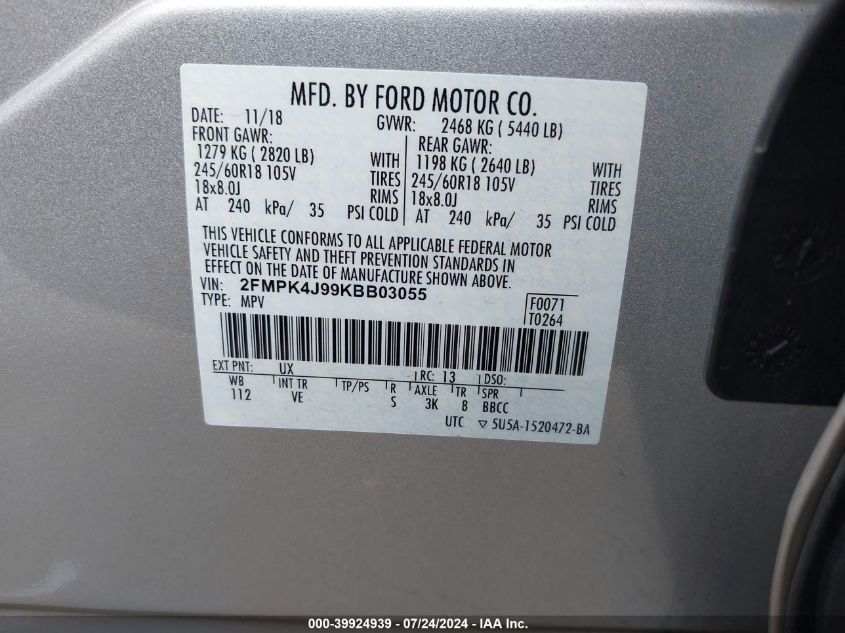 MFD. BY FORD MOTOR CO.
DATE: 11/18 GVWR: 2468 KG ( 5440 LB)
FRONT GAWR: REAR GAWR:
1279 KG ( 2820 LB) WITH 1198 KG ( 2640 LB) WITH
245/60R18 105V TIRES 245/60R18 105V TIRES
18x8.0J RIMS 18x8.0J RIMS
AT 240 kPa/ 35 PSI COLD AT 240 kPa/ 35 PSI COLD
THIS VEHICLE CONFORMS TO ALL APPLICABLE FEDERAL MOTOR
VEHICLE SAFETY AND THEFT PREVENTION STANDARDS IN
EFFECT ON THE DATE OF MANUFACTURE SHOWN ABOVE.
VIN: 2FMPK4J99KBB03055
TYPE: MPV F0071
T0264
EXT PNT: UX RC: 13 DSO:
WB INT TR TP/PS R AXLE TR SPR
112 VE S 3K 8 BBCC
UTC ▽ 5U5A-1520472-BA
000-39924939 / 07/24/2024 - IAA Inc.